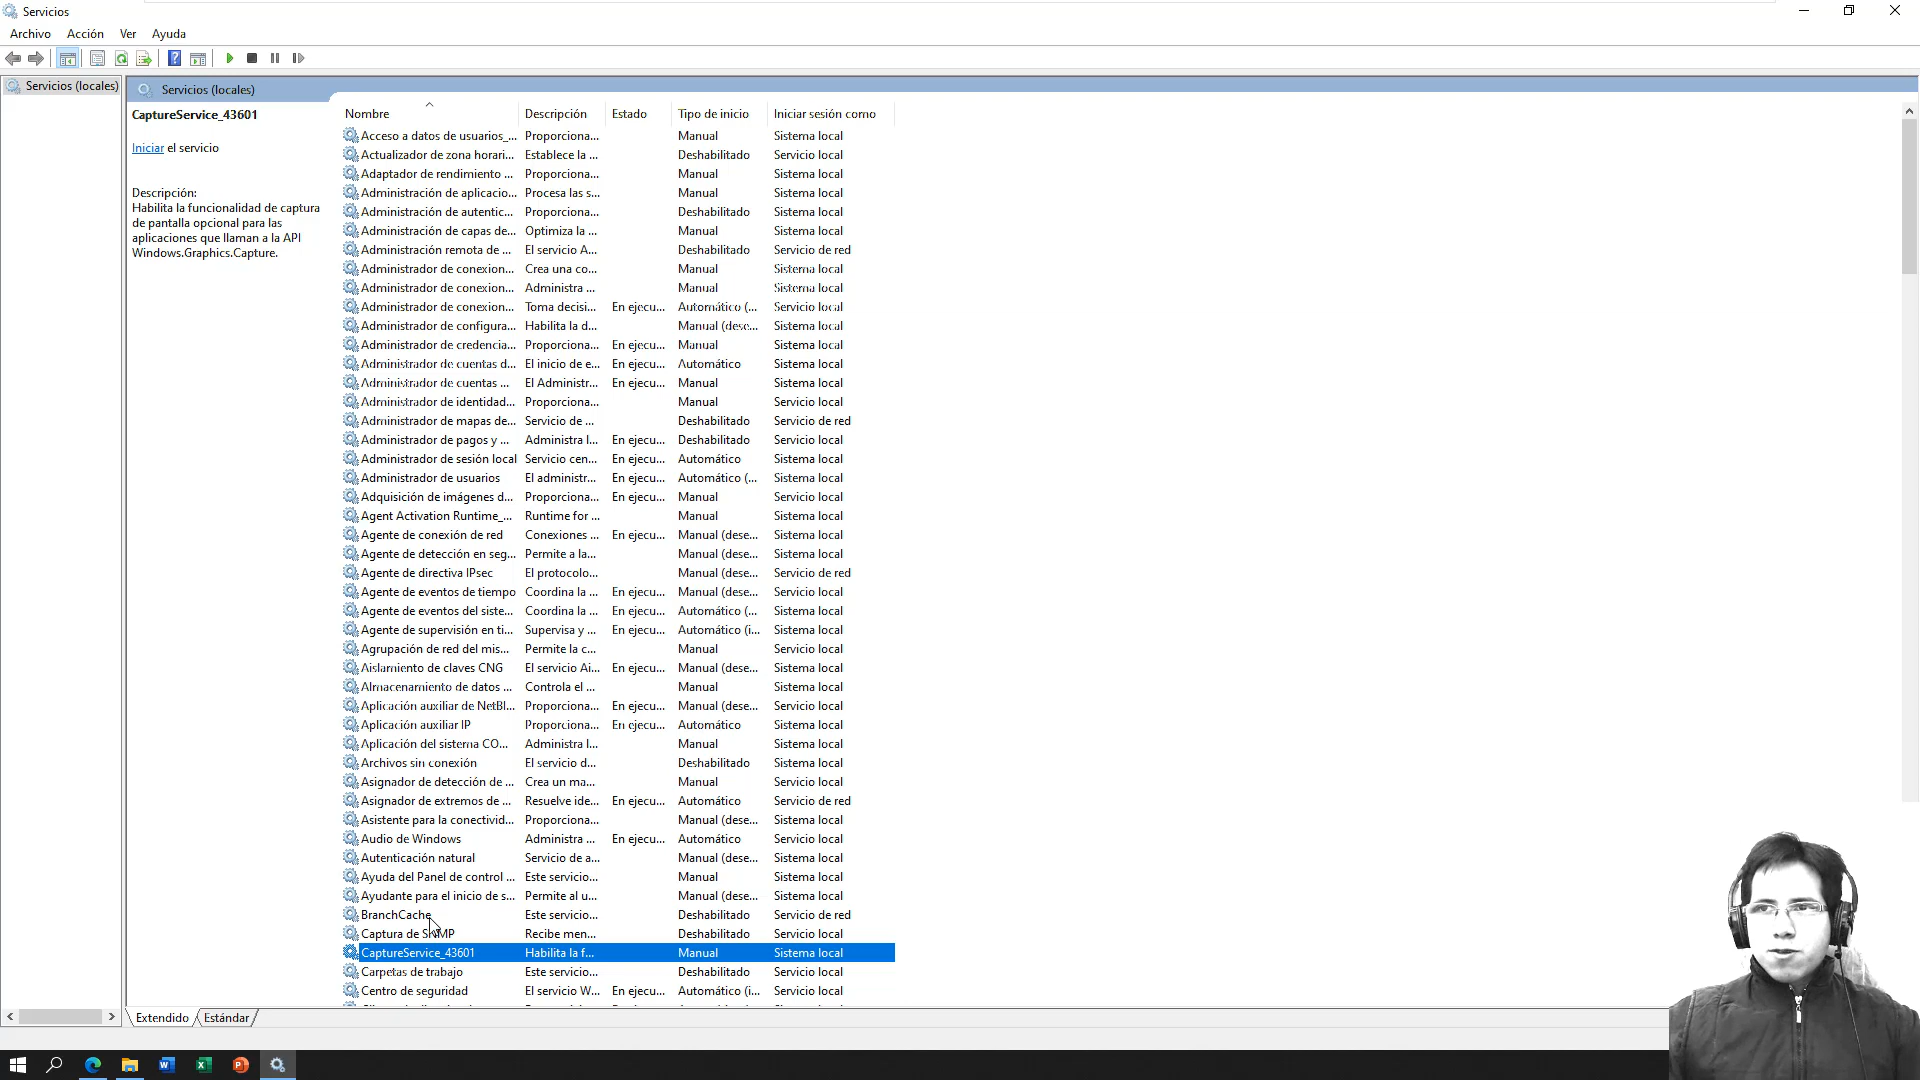 Servicios
Archivo Acción Ver Ayuda
Servicios (locales)
Servicios (locales)
CaptureService_43601
Iniciar el servicio
Descripción:
Habilita la funcionalidad de captura
de pantalla opcional para las
aplicaciones que llaman a la API
Windows.Graphics.Capture.
Nombre Descripción Estado Tipo de inicio Iniciar sesión como
Acceso a datos de usuarios_... Proporciona... Manual Sistema local
Actualizador de zona horari... Establece la ... Deshabilitado Servicio local
Adaptador de rendimiento ... Proporciona... Manual Sistema local
Administración de aplicacio... Procesa las s... Manual Sistema local
Administración de autentic... Proporciona... Deshabilitado Sistema local
Administración de capas de... Optimiza la ... Manual Sistema local
Administración remota de ... El servicio A... Deshabilitado Servicio de red
Administrador de conexion... Crea una co... Manual Sistema local
Administrador de conexion... Administra ... Manual Sistema local
Administrador de conexion... Toma decisi... En ejecu... Automático (... Servicio local
Administrador de configura... Habilita la d... Manual (dese... Sistema local
Administrador de credencia... Proporciona... En ejecu... Manual Sistema local
Administrador de cuentas d... El inicio de e... En ejecu... Automático Sistema local
Administrador de cuentas ... El Administr... En ejecu... Manual Sistema local
Administrador de identidad... Proporciona... Manual Servicio local
Administrador de mapas de... Servicio de ... Deshabilitado Servicio de red
Administrador de pagos y ... Administra l... En ejecu... Deshabilitado Servicio local
Administrador de sesión local Servicio cen... En ejecu... Automático Sistema local
Administrador de usuarios El administr... En ejecu... Automático (... Sistema local
Adquisición de imágenes d... Proporciona... En ejecu... Manual Servicio local
Agent Activation Runtime_... Runtime for ... Manual Sistema local
Agente de conexión de red Conexiones ... En ejecu... Manual (dese... Sistema local
Agente de detección en seg... Permite a la... Manual (dese... Sistema local
Agente de directiva IPsec El protocolo... Manual (dese... Servicio de red
Agente de eventos de tiempo Coordina la ... En ejecu... Manual (dese... Servicio local
Agente de eventos del siste... Coordina la ... En ejecu... Automático (... Sistema local
Agente de supervisión en ti... Supervisa y ... En ejecu... Automático (i... Sistema local
Agrupación de red del mis... Permite la c... Manual Servicio local
Aislamiento de claves CNG El servicio Ai... En ejecu... Manual (dese... Sistema local
Almacenamiento de datos ... Controla el ... Manual Sistema local
Aplicación auxiliar de NetBI... Proporciona... En ejecu... Manual (dese... Servicio local
Aplicación auxiliar IP Proporciona... En ejecu... Automático Sistema local
Aplicación del sistema CO... Administra l... Manual Sistema local
Archivos sin conexión El servicio d... Deshabilitado Sistema local
Asignador de detección de ... Crea un ma... Manual Servicio local
Asignador de extremos de ... Resuelve ide... En ejecu... Automático Servicio de red
Asistente para la conectivid... Proporciona... Manual (dese... Sistema local
Audio de Windows Administra ... En ejecu... Automático Servicio local
Autenticación natural Servicio de a... Manual (dese... Sistema local
Ayuda del Panel de control ... Este servicio... Manual Sistema local
Ayudante para el inicio de s... Permite al u... Manual (dese... Sistema local
BranchCache Este servicio... Deshabilitado Servicio de red
Captura de SNMP Recibe men... Deshabilitado Servicio local
CaptureService_43601 Habilita la f... Manual Sistema local
Carpetas de trabajo Este servicio... Deshabilitado Servicio local
Centro de seguridad El servicio W... En ejecu... Automático (i... Servicio local
Extendido Estándar